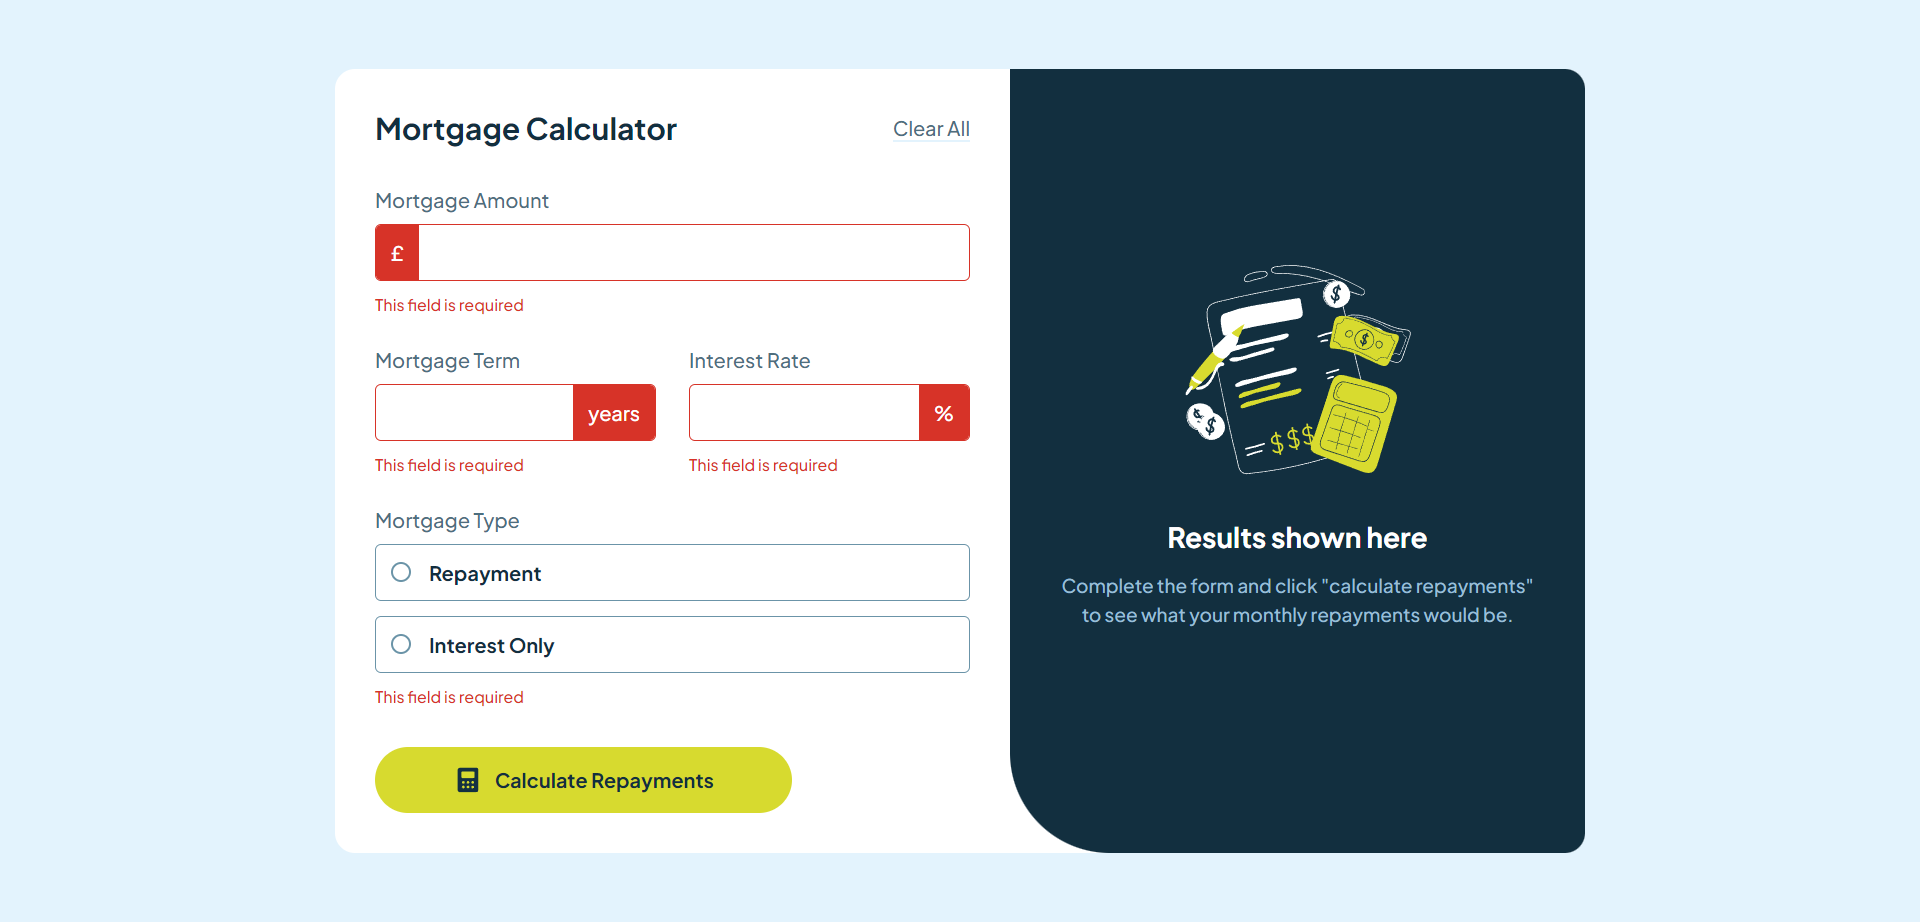 Mortgage Calculator
Clear All
Mortgage Amount
£
This field is required
Mortgage Term
years
This field is required
Interest Rate
%
This field is required
Mortgage Type
Repayment
Interest Only
This field is required
Calculate Repayments
$
$
$
$
$$$
Results shown here
Complete the form and click "calculate repayments"
to see what your monthly repayments would be.